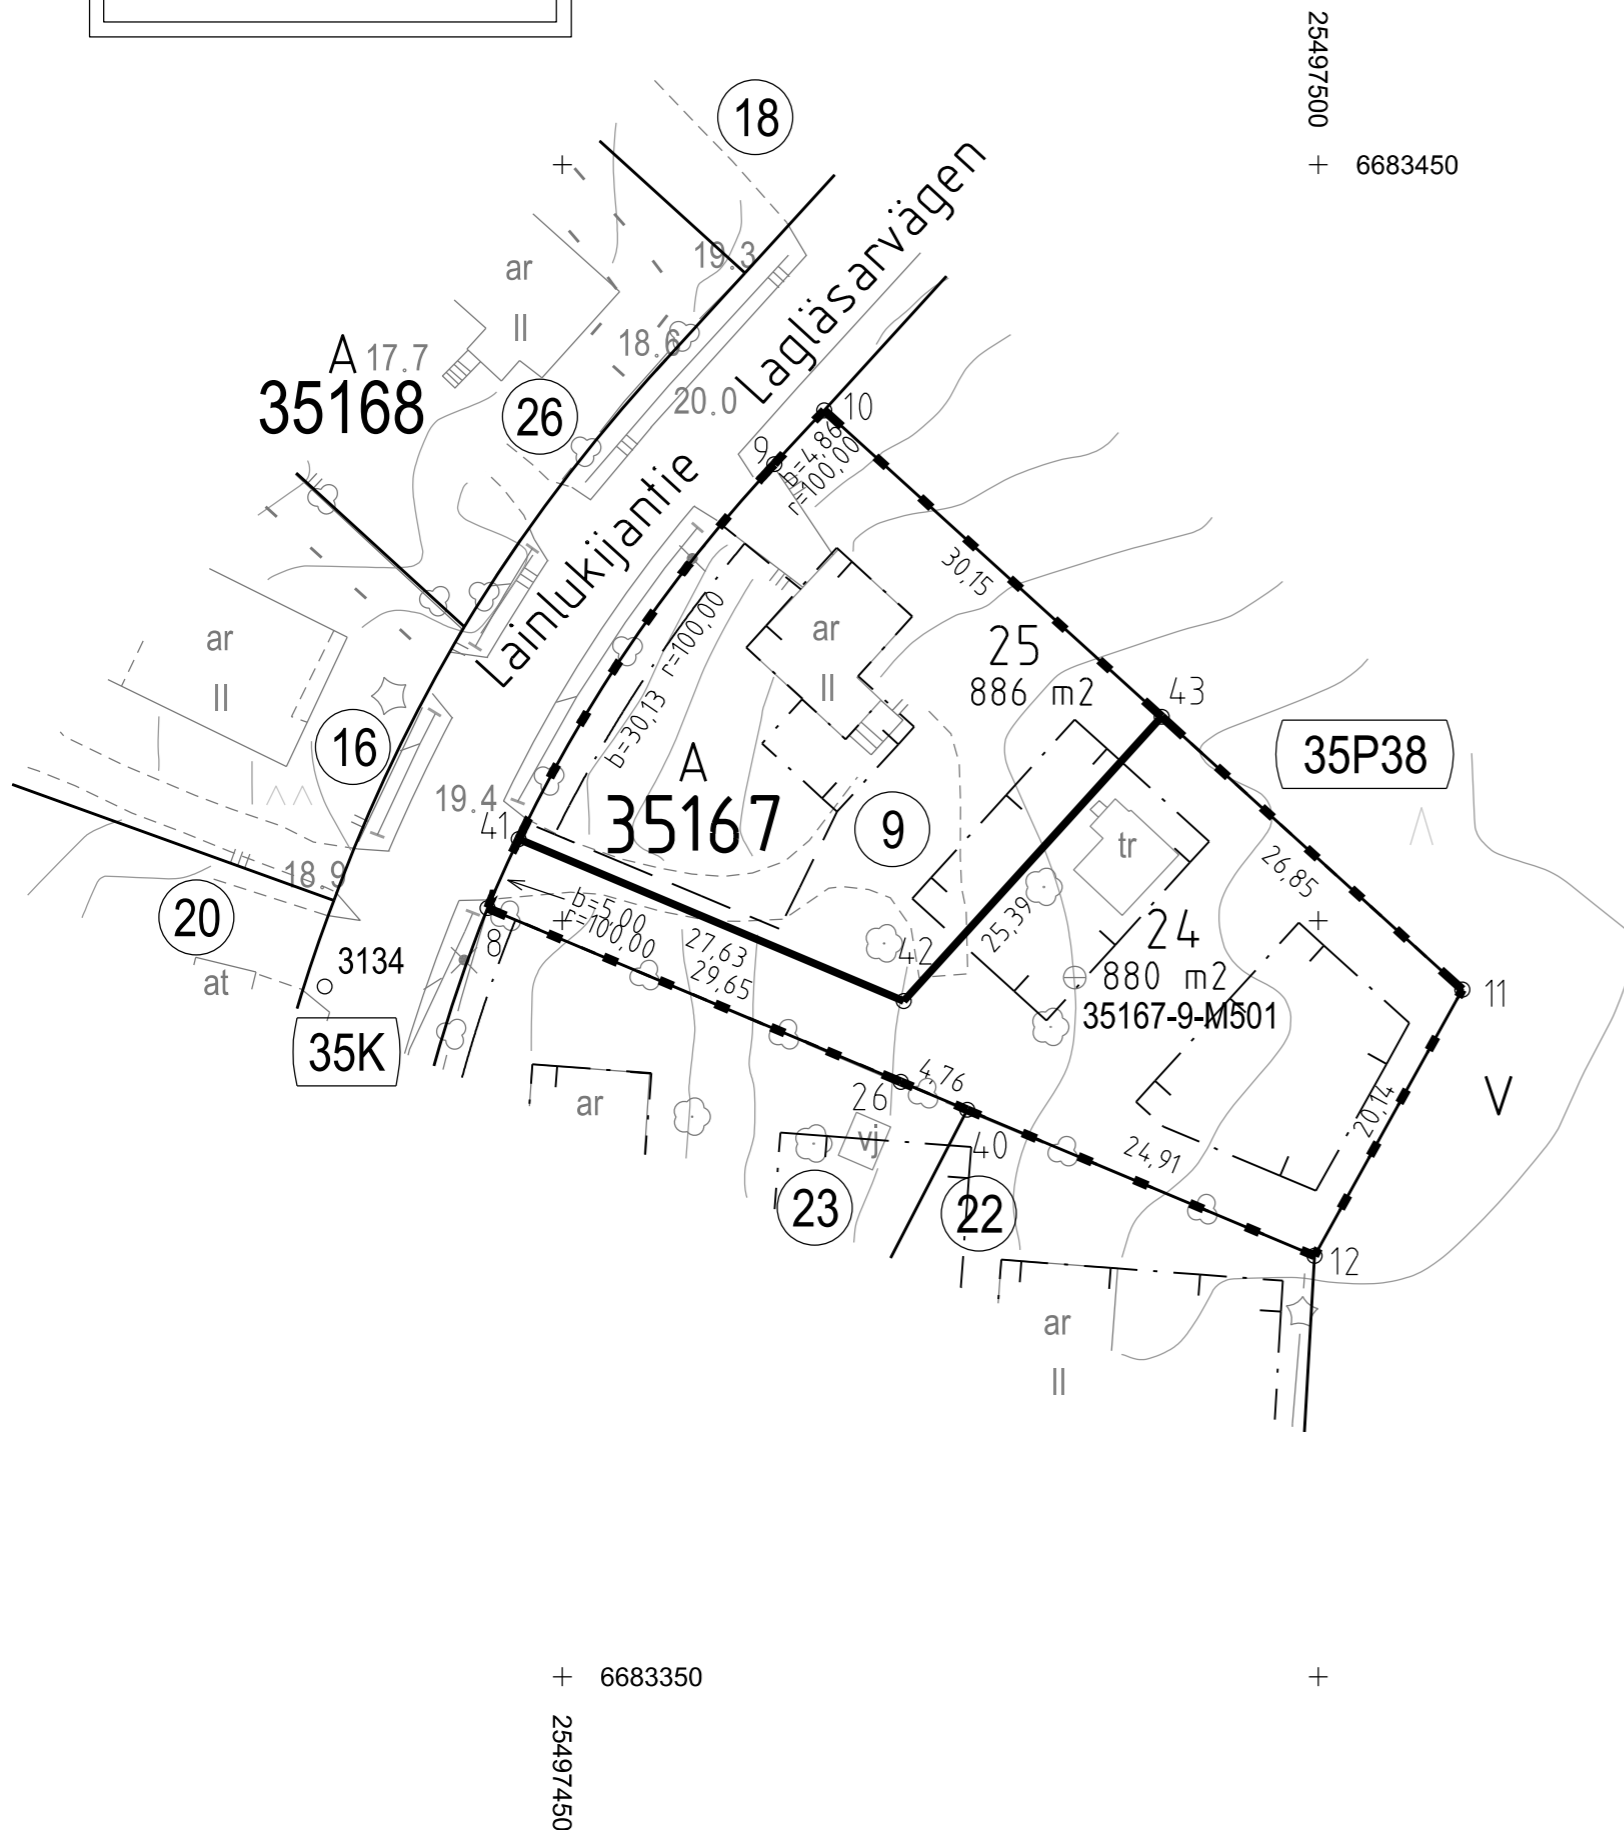 25497500
6683450
18
Lagläsarvägen
19.3
ar
II
18.6
A
17.7
35168
26
20.0
10
9
b=4,86
r=100,00
Lainlukijantie
30,15
b=30,13 r=100,00
ar
II
25
886 m2
ar
II
43
35P38
16
A
35167
19.4
41
9
tr
26,85
18.9
20
b=5,00
r=100,00
8
27,63
29,65
42
25,39
24
880 m2
35167-9-M501
11
3134
at
35K
ar
26
4,76
vj
40
20,14
V
24,91
23
22
12
ar
II
6683350
25497450